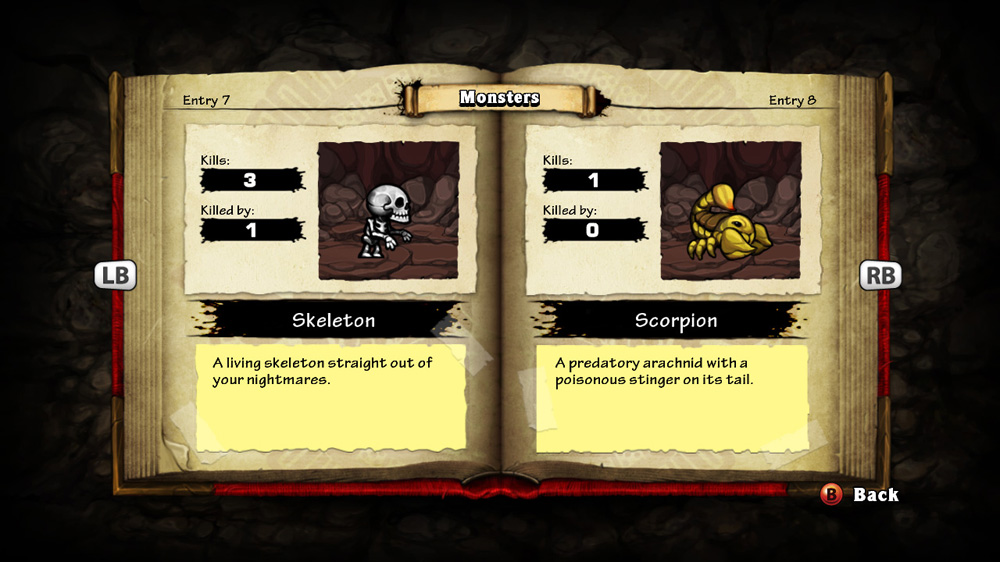 Monsters
Entry 7
Kills:
3
Killed by:
1
Skeleton
A living skeleton straight out of
your nightmares.
Entry 8
Kills:
1
Killed by:
0
Scorpion
A predatory arachnid with a
poisonous stinger on its tail.
LB
RB
B Back